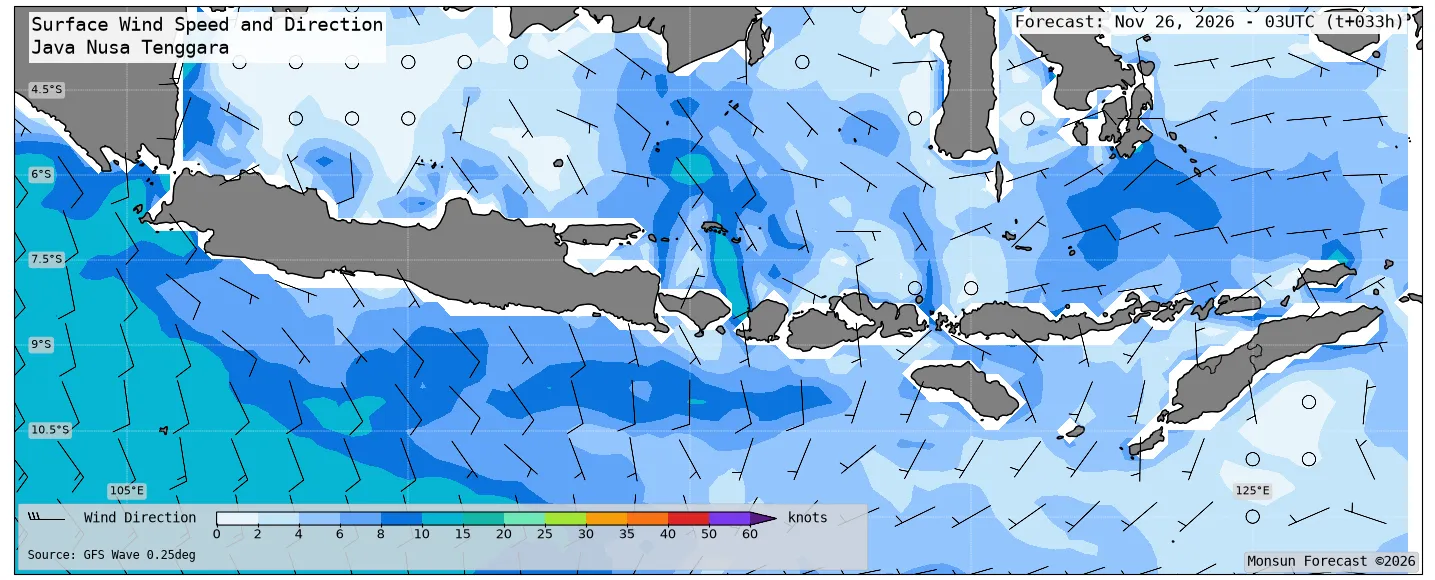 Surface Wind Speed and Direction
Java Nusa Tenggara
Forecast: Nov 26, 2026 - 03UTC (t+033h)
4.5°S
6°S
7.5°S
9°S
10.5°S
105°E
125°E
Wind Direction
0 2 4 6 8 10 15 20 25 30 35 40 50 60
knots
Source: GFS Wave 0.25deg
Monsun Forecast ©2026